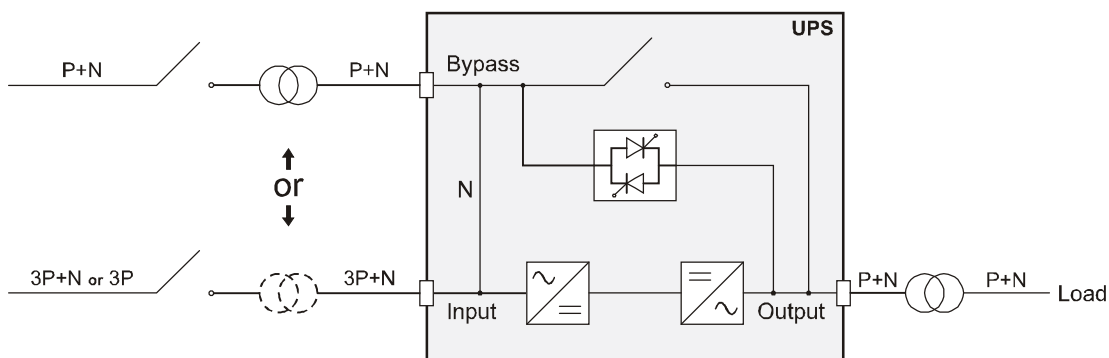 UPS
P+N
P+N
Bypass
or
N
3P+N or 3P
3P+N
Input
Output
P+N
P+N
Load